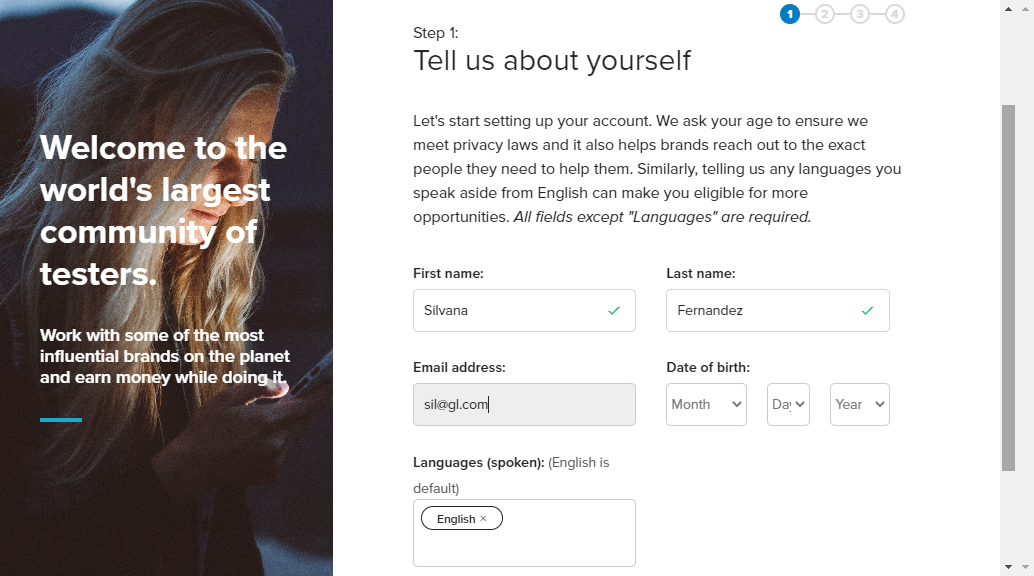 Welcome to the
world's largest
community of
testers.
Work with some of the most
influential brands on the planet
and earn money while doing it.
1 2 3 4
Step 1:
Tell us about yourself
Let's start setting up your account. We ask your age to ensure we
meet privacy laws and it also helps brands reach out to the exact
people they need to help them. Similarly, telling us any languages you
speak aside from English can make you eligible for more
opportunities. All fields except "Languages" are required.
First name: Last name:
Silvana Fernandez
Email address: Date of birth:
sil@gl.com Month Day Year
Languages (spoken): (English is
default)
English ×